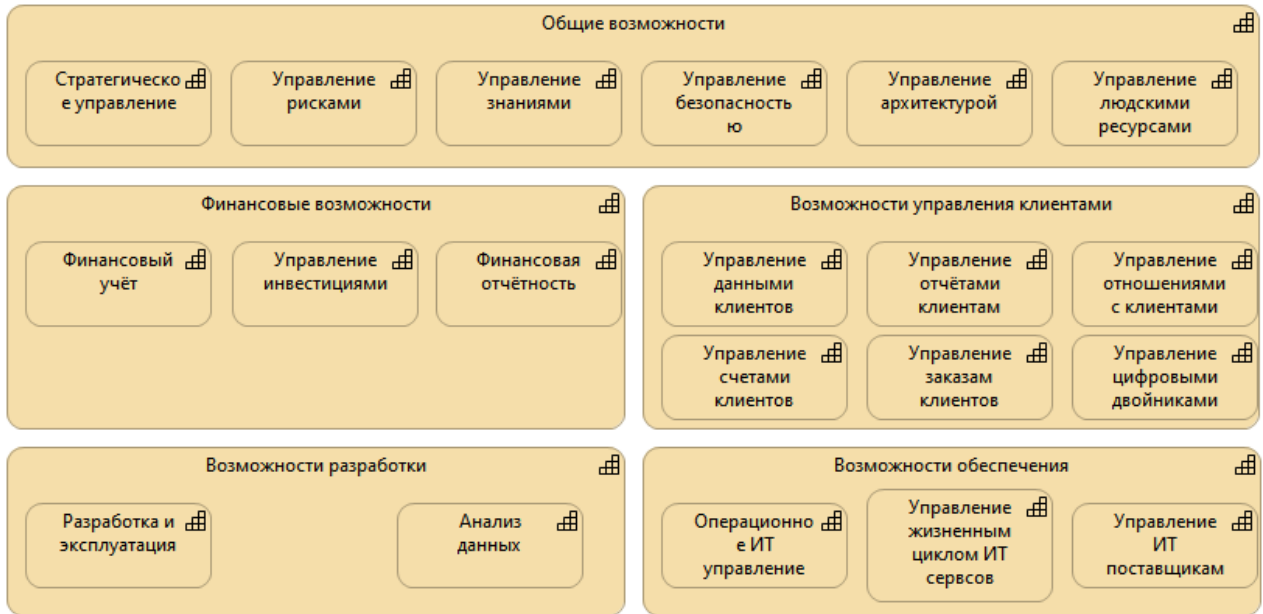 Общие возможности
Стратегическо
е управление
Управление
рисками
Управление
знаниями
Управление
безопасность
ю
Управление
архитектурой
Управление
людскими
ресурсами
Финансовые возможности
Финансовый
учёт
Управление
инвестициями
Финансовая
отчётность
Возможности управления клиентами
Управление
данными
клиентов
Управление
отчётами
клиентам
Управление
отношениями
с клиентами
Управление
счетами
клиентов
Управление
заказам
клиентов
Управление
цифровыми
двойниками
Возможности разработки
Разработка и
эксплуатация
Анализ
данных
Возможности обеспечения
Операционно
е ИТ
управление
Управление
жизненным
циклом ИТ
сервсов
Управление
ИТ
поставщикам